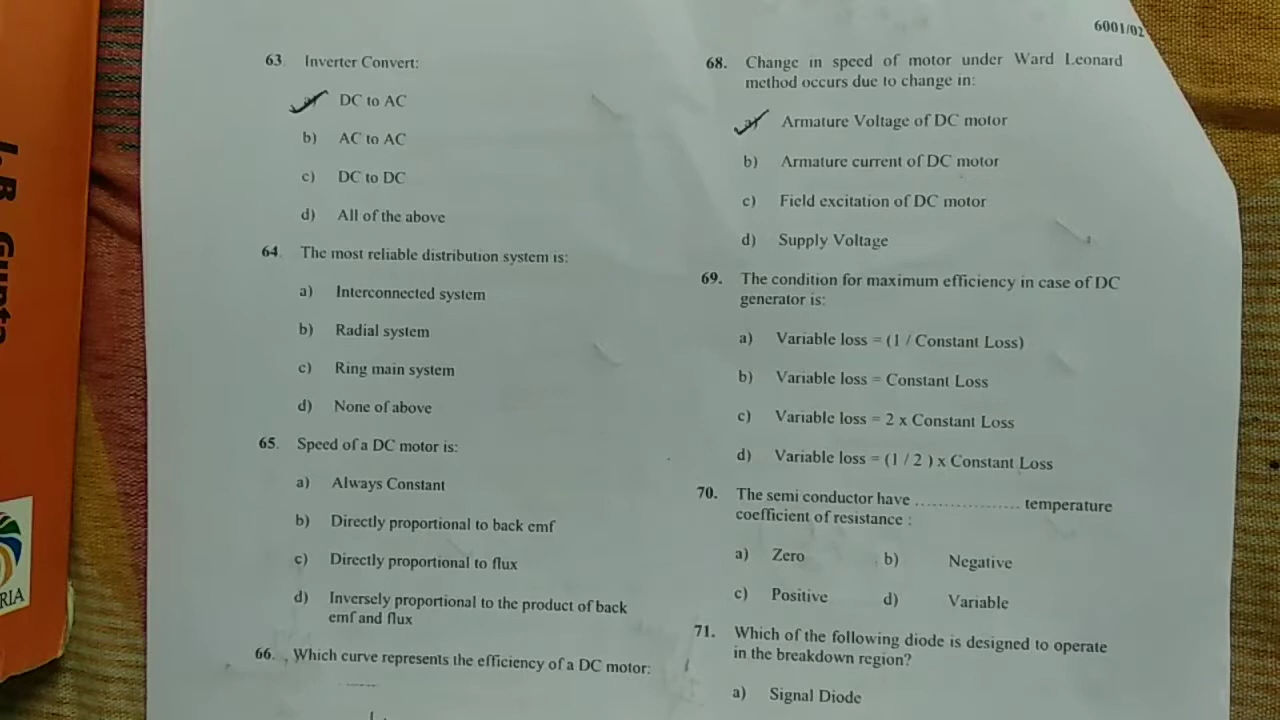 6001/02
63. Inverter Convert:
a) DC to AC
b) AC to AC
c) DC to DC
d) All of the above
64. The most reliable distribution system is:
a) Interconnected system
b) Radial system
c) Ring main system
d) None of above
65. Speed of a DC motor is:
a) Always Constant
b) Directly proportional to back emf
c) Directly proportional to flux
d) Inversely proportional to the product of back
emf and flux
66. Which curve represents the efficiency of a DC motor:
68. Change in speed of motor under Ward Leonard
method occurs due to change in:
a) Armature Voltage of DC motor
b) Armature current of DC motor
c) Field excitation of DC motor
d) Supply Voltage
69. The condition for maximum efficiency in case of DC
generator is:
a) Variable loss = (1 / Constant Loss)
b) Variable loss = Constant Loss
c) Variable loss = 2 x Constant Loss
d) Variable loss = (1 / 2 ) x Constant Loss
70. The semi conductor have ................. temperature
coefficient of resistance :
a) Zero b) Negative
c) Positive d) Variable
71. Which of the following diode is designed to operate
in the breakdown region?
a) Signal Diode
J.B. Gupta
RIA